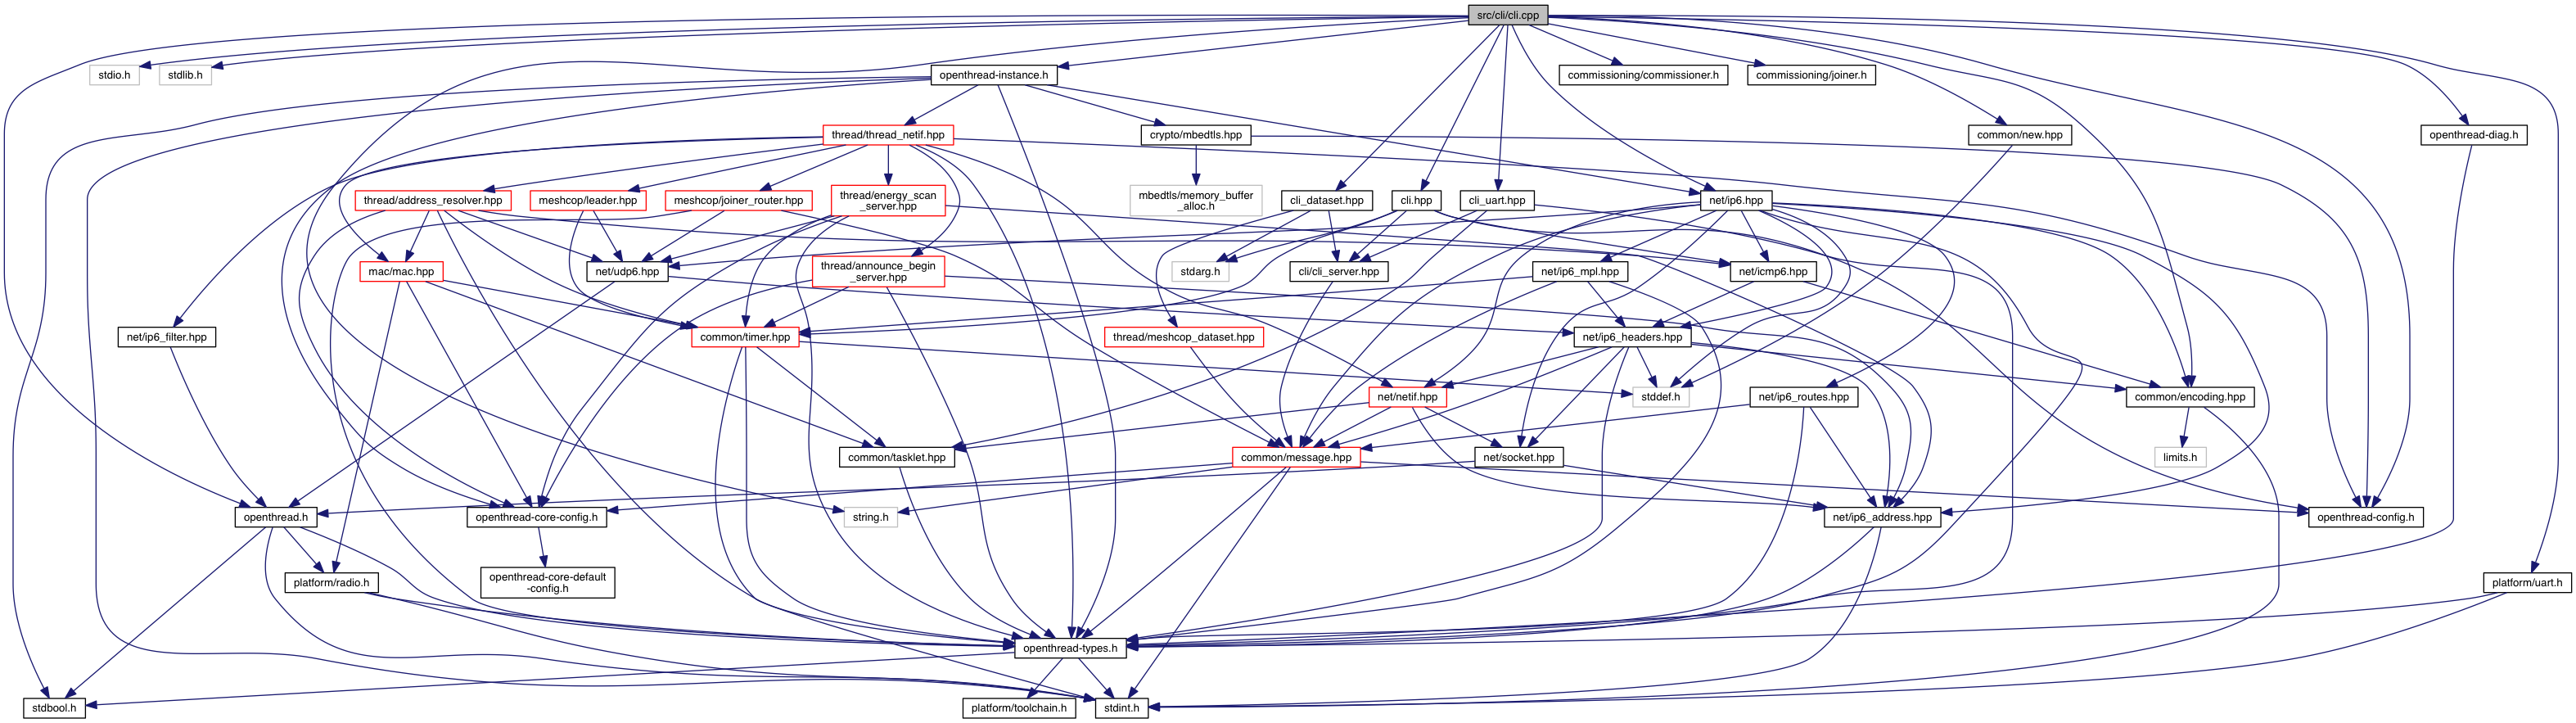 src/cli/cli.cpp
stdio.h
stdlib.h
openthread-instance.h
commissioning/commissioner.h
commissioning/joiner.h
thread/thread_netif.hpp
crypto/mbedtls.hpp
common/new.hpp
openthread-diag.h
thread/address_resolver.hpp
meshcop/leader.hpp
meshcop/joiner_router.hpp
thread/energy_scan
_server.hpp
mbedtls/memory_buffer
_alloc.h
cli_dataset.hpp
cli.hpp
cli_uart.hpp
net/ip6.hpp
mac/mac.hpp
net/udp6.hpp
thread/announce_begin
_server.hpp
stdarg.h
cli/cli_server.hpp
net/ip6_mpl.hpp
net/icmp6.hpp
net/ip6_filter.hpp
common/timer.hpp
thread/meshcop_dataset.hpp
net/ip6_headers.hpp
net/netif.hpp
stddef.h
net/ip6_routes.hpp
common/encoding.hpp
common/tasklet.hpp
common/message.hpp
net/socket.hpp
limits.h
openthread.h
openthread-core-config.h
string.h
net/ip6_address.hpp
openthread-config.h
platform/radio.h
openthread-core-default
-config.h
platform/uart.h
openthread-types.h
stdbool.h
platform/toolchain.h
stdint.h